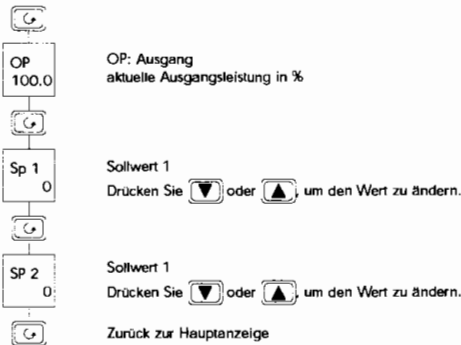 OP
100.0
OP: Ausgang
aktuelle Ausgangsleistung in %
Sp 1
0
Sollwert 1
Drücken Sie ▼ oder ▲, um den Wert zu ändern.
SP 2
0
Sollwert 1
Drücken Sie ▼ oder ▲, um den Wert zu ändern.
Zurück zur Hauptanzeige